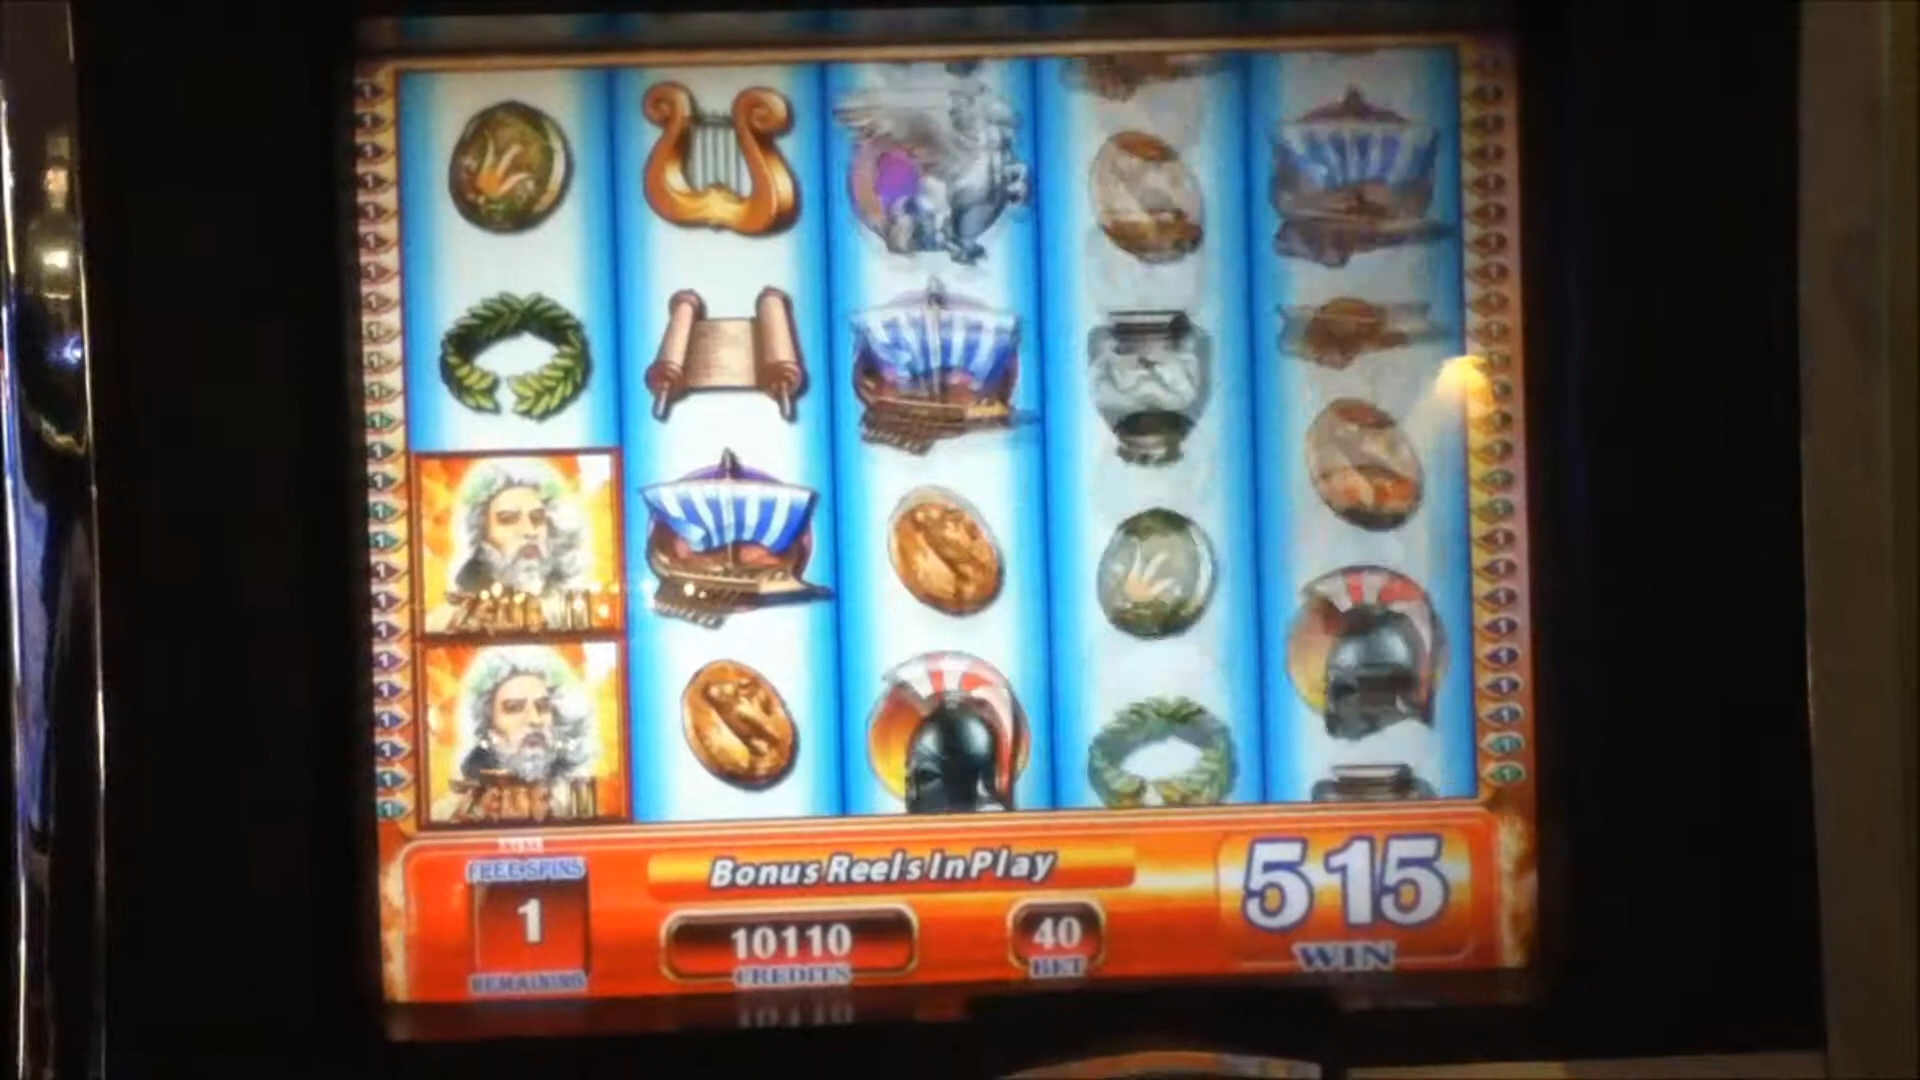 FREE SPINS
1
REMAINING
Bonus Reels In Play
10110
CREDITS
40
BET
515
WIN